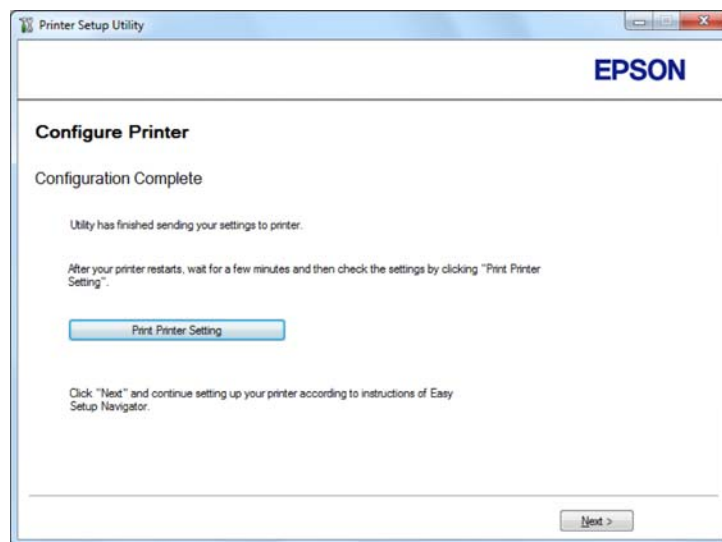 Printer Setup Utility
EPSON
Configure Printer
Configuration Complete
Utility has finished sending your settings to printer.
After your printer restarts, wait for a few minutes and then check the settings by clicking "Print Printer
Setting".
Print Printer Setting
Click "Next" and continue setting up your printer according to instructions of Easy
Setup Navigator.
Next >